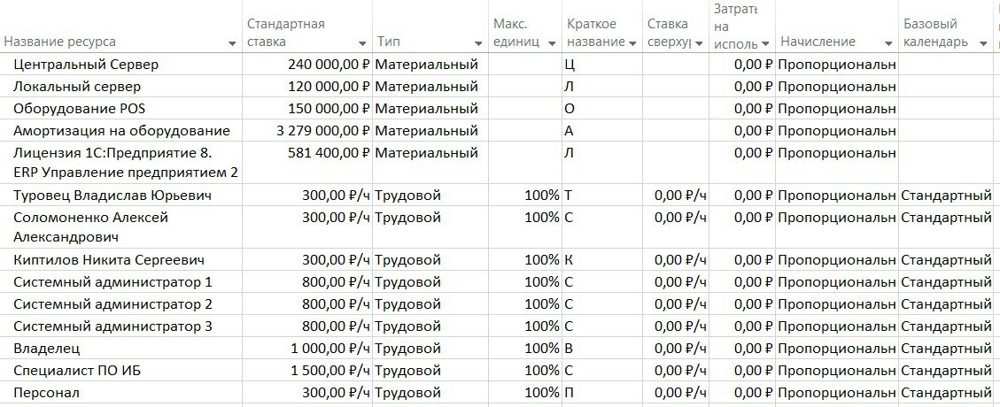 Название ресурса Стандартная ставка Тип Макс. единиц Краткое название Ставка сверху Затраты на исполь Начисление Базовый календарь
Центральный Сервер 240 000,00 ₽ Материальный Ц 0,00 ₽ Пропорциональн
Локальный сервер 120 000,00 ₽ Материальный Л 0,00 ₽ Пропорциональн
Оборудование POS 150 000,00 ₽ Материальный О 0,00 ₽ Пропорциональн
Амортизация на оборудование 3 279 000,00 ₽ Материальный А 0,00 ₽ Пропорциональн
Лицензия 1С:Предприятие 8. 581 400,00 ₽ Материальный Л 0,00 ₽ Пропорциональн
ERP Управление предприятием 2
Туровец Владислав Юрьевич 300,00 ₽/ч Трудовой 100% Т 0,00 ₽/ч 0,00 ₽ Пропорциональн Стандартный
Соломоненко Алексей 300,00 ₽/ч Трудовой 100% С 0,00 ₽/ч 0,00 ₽ Пропорциональн Стандартный
Александрович
Киптилов Никита Сергеевич 300,00 ₽/ч Трудовой 100% К 0,00 ₽/ч 0,00 ₽ Пропорциональн Стандартный
Системный администратор 1 800,00 ₽/ч Трудовой 100% С 0,00 ₽/ч 0,00 ₽ Пропорциональн Стандартный
Системный администратор 2 800,00 ₽/ч Трудовой 100% С 0,00 ₽/ч 0,00 ₽ Пропорциональн Стандартный
Системный администратор 3 800,00 ₽/ч Трудовой 100% С 0,00 ₽/ч 0,00 ₽ Пропорциональн Стандартный
Владелец 1 000,00 ₽/ч Трудовой 100% В 0,00 ₽/ч 0,00 ₽ Пропорциональн Стандартный
Специалист ПО ИБ 1 500,00 ₽/ч Трудовой 100% С 0,00 ₽/ч 0,00 ₽ Пропорциональн Стандартный
Персонал 300,00 ₽/ч Трудовой 100% П 0,00 ₽/ч 0,00 ₽ Пропорциональн Стандартный